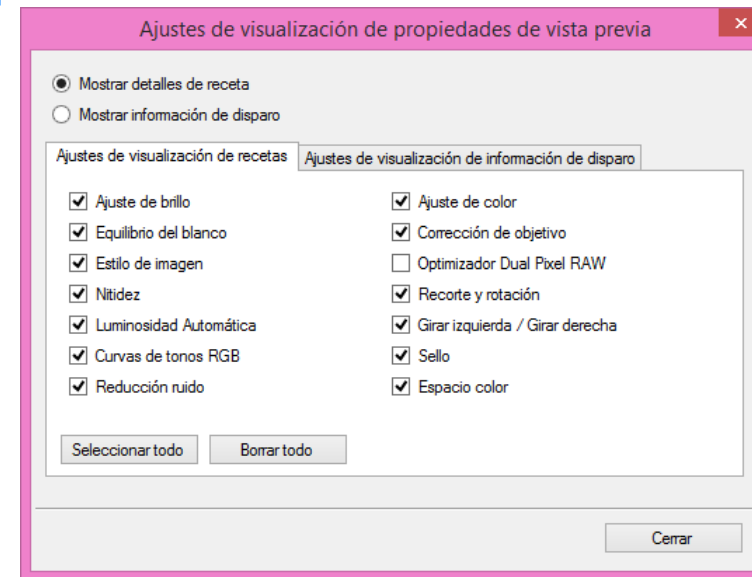 Ajustes de visualización de propiedades de vista previa
Mostrar detalles de receta
Mostrar información de disparo
Ajustes de visualización de recetas
Ajustes de visualización de información de disparo
Ajuste de brillo
Ajuste de color
Equilibrio del blanco
Corrección de objetivo
Estilo de imagen
Optimizador Dual Pixel RAW
Nitidez
Recorte y rotación
Luminosidad Automática
Girar izquierda / Girar derecha
Curvas de tonos RGB
Sello
Reducción ruido
Espacio color
Seleccionar todo
Borrar todo
Cerrar